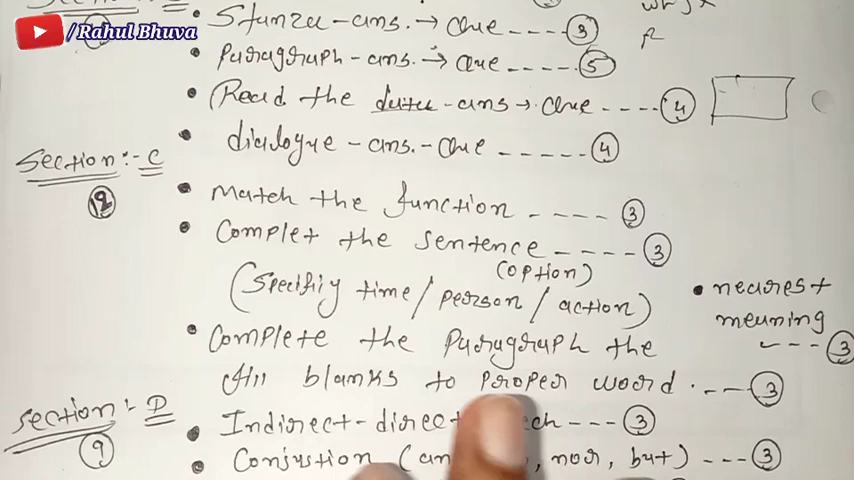 / Rahul Bhuva
• Stanza - ans. → Que ---- 3
• Paragraph - ans. → Que ----- 5
• Read the data - ans → Que ---- 4
• dialogue - ans. - Que ----- 4
Section :- C
12
• Match the function ---- 3
• Complet the sentence ---- 3
(option)
(Specifiy time / person / action)
• nearest
meaning
--- 3
• Complete the Paragraph the
fill blanks to proper word. --- 3
Section :- D
9
• Indirect - direct --- 3
• Conjuction ( , nor, but) --- 3